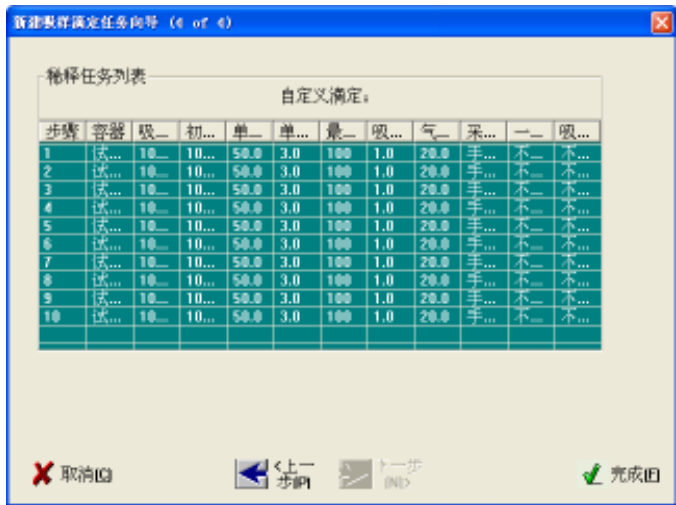 新建吸样滴定任务向导 (4 of 4)
稀释任务列表
自定义滴定:
步骤 容器 吸... 初... 单... 单... 最... 吸... 气... 采... 一... 吸...
1 试... 10... 10... 50.0 3.0 100 1.0 20.0 手... 不... 不...
2 试... 10... 10... 50.0 3.0 100 1.0 20.0 手... 不... 不...
3 试... 10... 10... 50.0 3.0 100 1.0 20.0 手... 不... 不...
4 试... 10... 10... 50.0 3.0 100 1.0 20.0 手... 不... 不...
5 试... 10... 10... 50.0 3.0 100 1.0 20.0 手... 不... 不...
6 试... 10... 10... 50.0 3.0 100 1.0 20.0 手... 不... 不...
7 试... 10... 10... 50.0 3.0 100 1.0 20.0 手... 不... 不...
8 试... 10... 10... 50.0 3.0 100 1.0 20.0 手... 不... 不...
9 试... 10... 10... 50.0 3.0 100 1.0 20.0 手... 不... 不...
10 试... 10... 10... 50.0 3.0 100 1.0 20.0 手... 不... 不...
取消(C) <上一步(P) 下一步(N)> 完成(F)